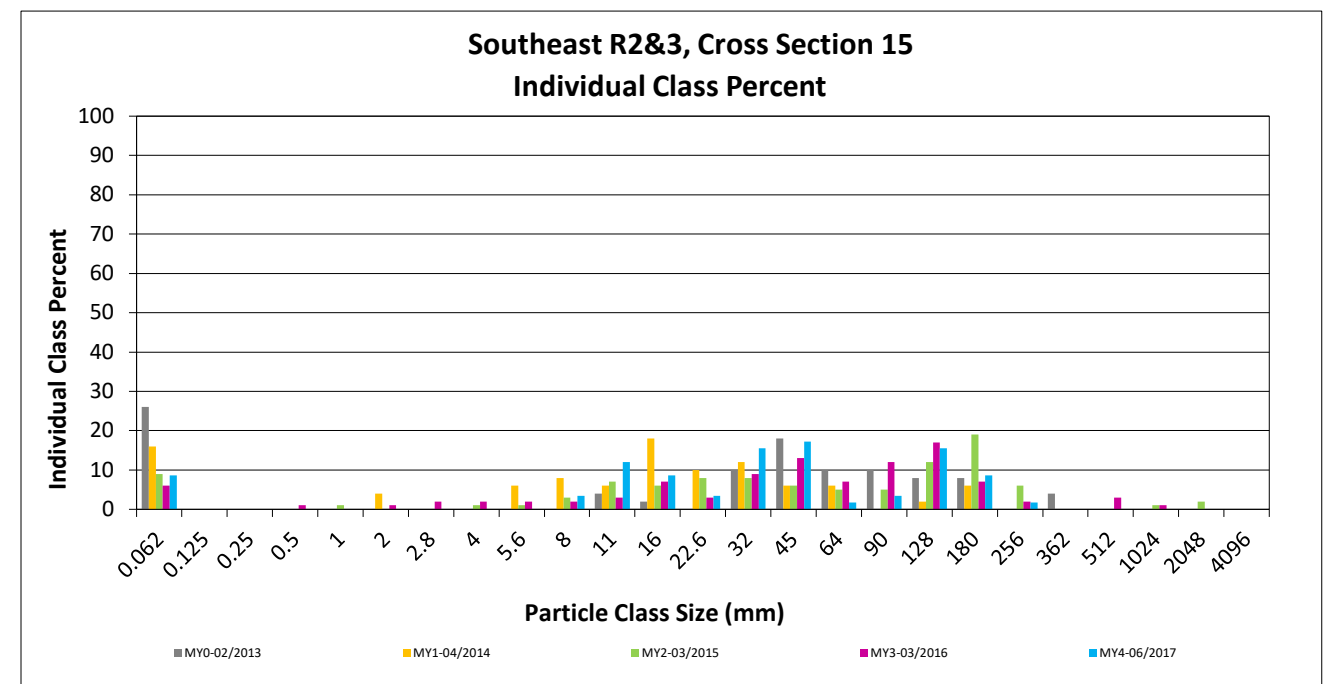 Southeast R2&3, Cross Section 15
Individual Class Percent
Individual Class Percent
100
90
80
70
60
50
40
30
20
10
0
0.062 0.125 0.25 0.5 1 2 2.8 4 5.6 8 11 16 22.6 32 45 64 90 128 180 256 362 512 1024 2048 4096
Particle Class Size (mm)
MY0-02/2013 MY1-04/2014 MY2-03/2015 MY3-03/2016 MY4-06/2017